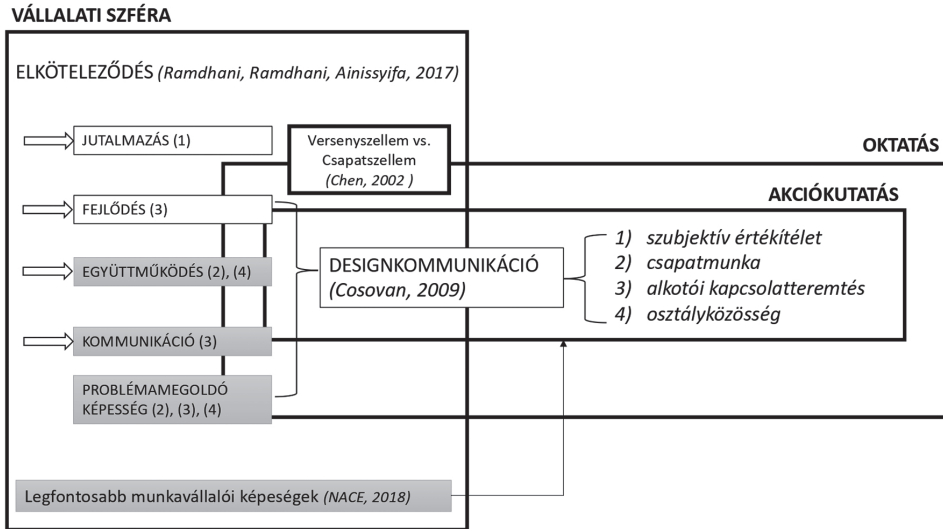 VÁLLALATI SZFÉRA
ELKÖTELEZŐDÉS (Ramdhani, Ramdhani, Ainissyifa, 2017)
JUTALMAZÁS (1)
Versenyszellem vs.
Csapatszellem
(Chen, 2002 )
OKTATÁS
FEJLŐDÉS (3)
AKCIÓKUTATÁS
EGYÜTTMŰKÖDÉS (2), (4)
DESIGNKOMMUNIKÁCIÓ
(Cosovan, 2009)
1) szubjektív értékítélet
2) csapatmunka
3) alkotói kapcsolatteremtés
4) osztályközösség
KOMMUNIKÁCIÓ (3)
PROBLÉMAMEGOLDÓ
KÉPESSÉG (2), (3), (4)
Legfontosabb munkavállalói képeségek (NACE, 2018)